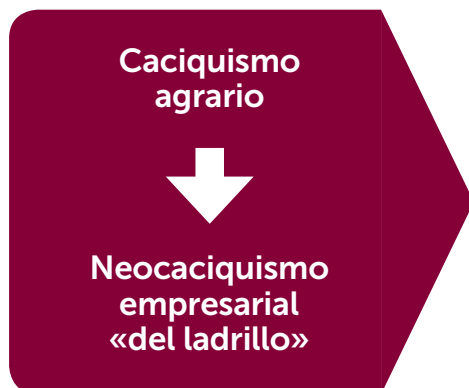 Caciquismo
agrario
Neocaciquismo
empresarial
«del ladrillo»